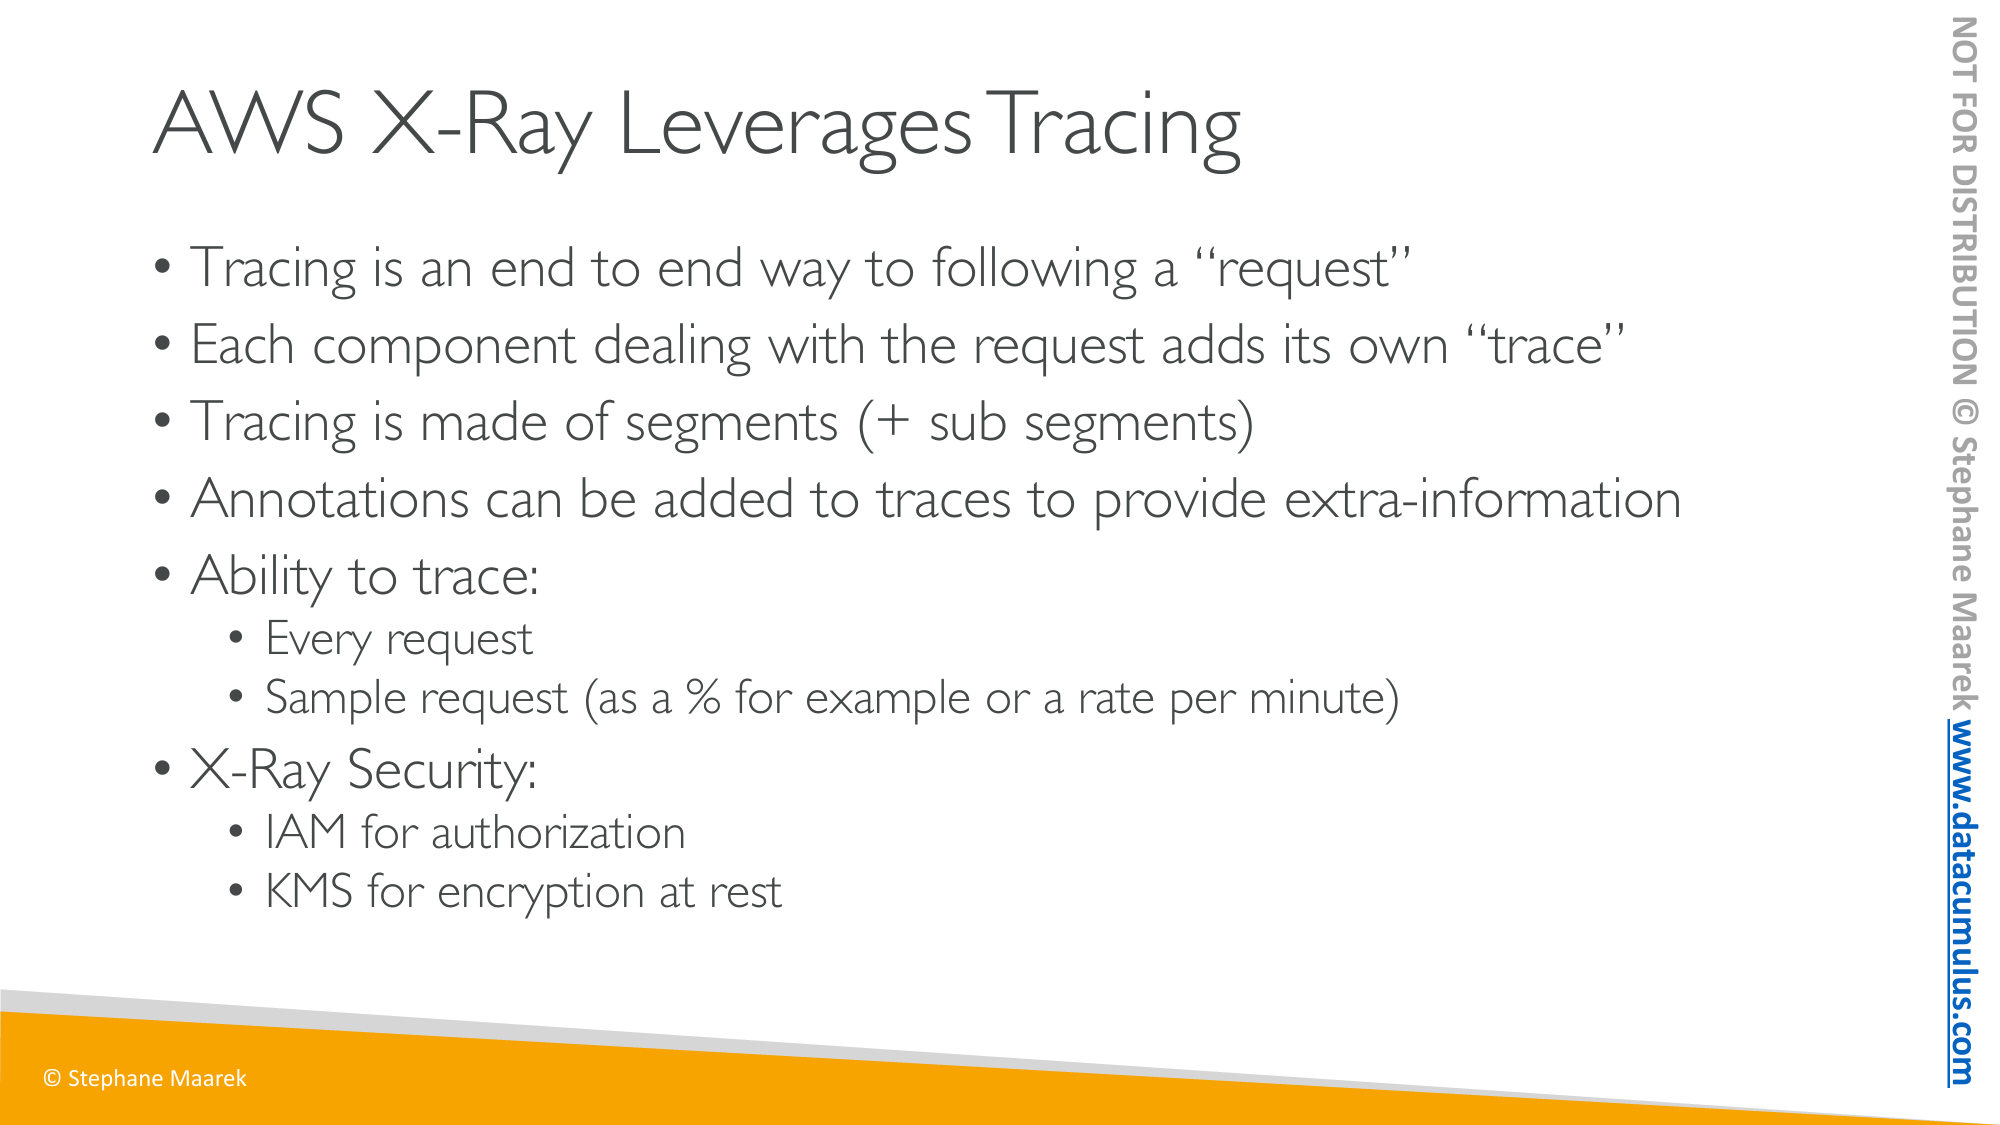 AWS X-Ray Leverages Tracing
• Tracing is an end to end way to following a “request”
• Each component dealing with the request adds its own “trace”
• Tracing is made of segments (+ sub segments)
• Annotations can be added to traces to provide extra-information
• Ability to trace:
• Every request
• Sample request (as a % for example or a rate per minute)
• X-Ray Security:
• IAM for authorization
• KMS for encryption at rest
© Stephane Maarek
NOT FOR DISTRIBUTION © Stephane Maarek www.datacumulus.com